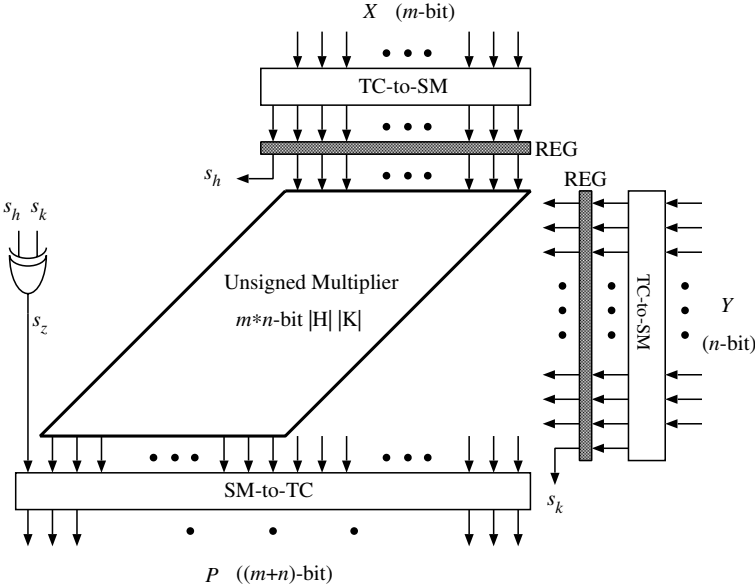 X (m-bit)
TC-to-SM
REG
s_h
REG
s_h s_k
TC-to-SM
Unsigned Multiplier
m*n-bit |H| |K|
s_z
Y
(n-bit)
SM-to-TC
s_k
P ((m+n)-bit)